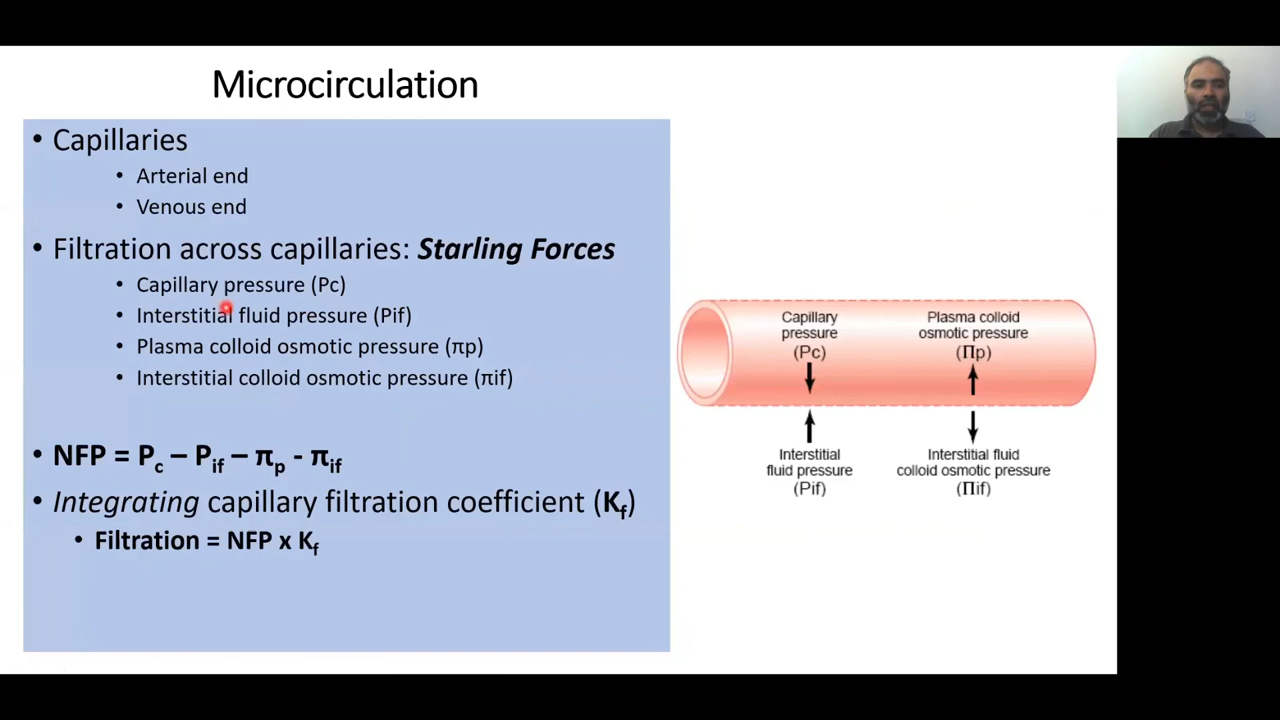 Microcirculation
• Capillaries
• Arterial end
• Venous end
• Filtration across capillaries: Starling Forces
• Capillary pressure (Pc)
• Interstitial fluid pressure (Pif)
• Plasma colloid osmotic pressure (πp)
• Interstitial colloid osmotic pressure (πif)
• NFP = Pc – Pif – πp - πif
• Integrating capillary filtration coefficient (Kf)
• Filtration = NFP x Kf
Capillary
pressure
(Pc)
Plasma colloid
osmotic pressure
(Πp)
Interstitial
fluid pressure
(Pif)
Interstitial fluid
colloid osmotic pressure
(Πif)